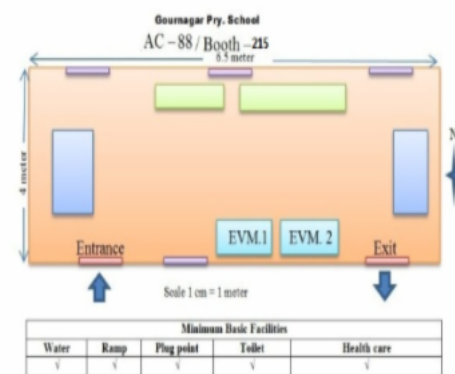 Gournagar Pry. School
AC – 88 / Booth –215
6.5 meter
4 meter
N
EVM.1 EVM. 2
Entrance Exit
Scale 1 cm = 1 meter
Minimum Basic Facilities
Water Ramp Plug point Toilet Health care
√ √ √ √ √